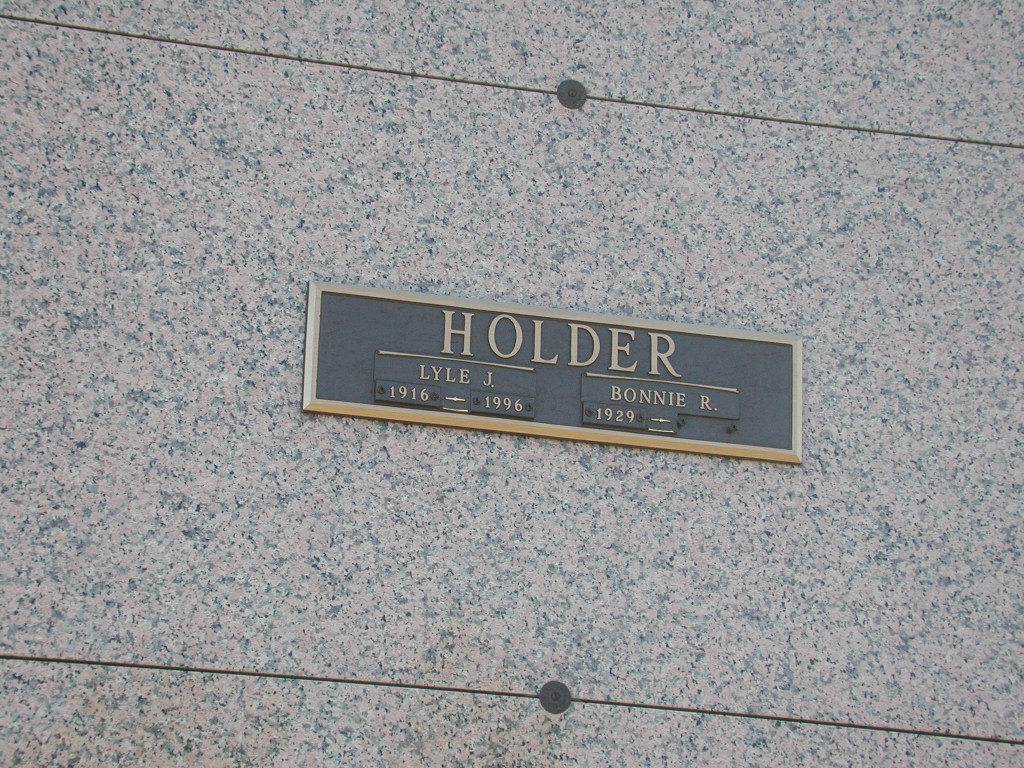 HOLDER
LYLE J.
1916 – 1996
BONNIE R.
1929 –